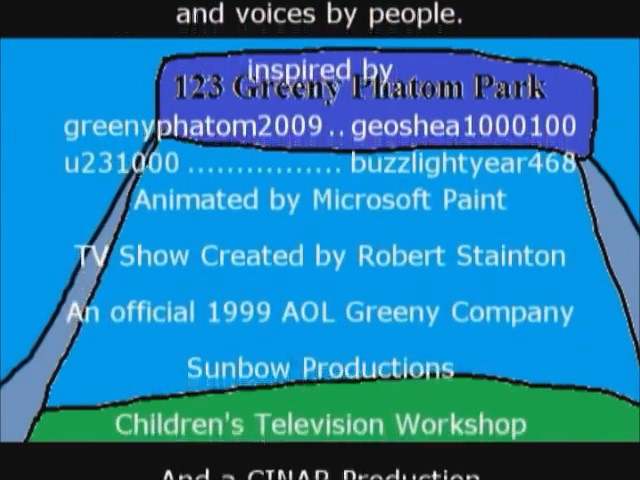 and voices by people.
inspired by
123 Greeny Phatom Park
greenyphatom2009 .. geoshea1000100
u231000 ................ buzzlightyear468
Animated by Microsoft Paint
TV Show Created by Robert Stainton
An official 1999 AOL Greeny Company
Sunbow Productions
Children's Television Workshop
And a CINAR Production